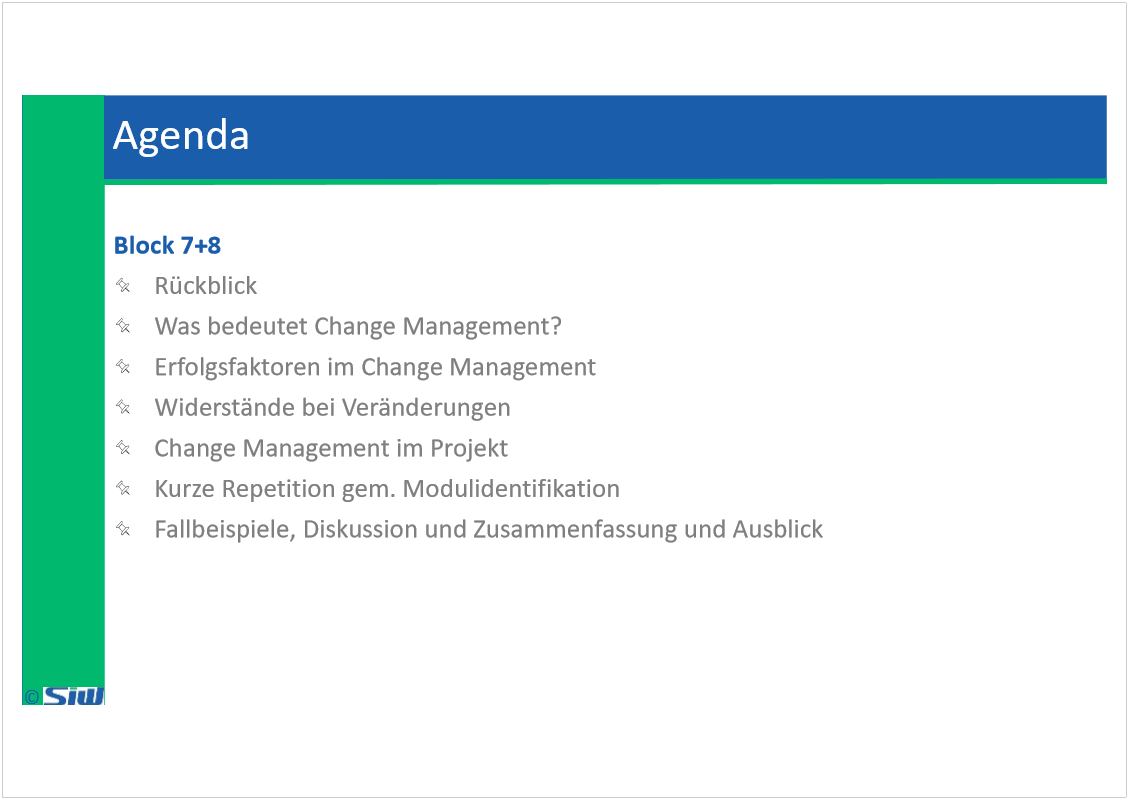 Agenda
Block 7+8
Rückblick
Was bedeutet Change Management?
Erfolgsfaktoren im Change Management
Widerstände bei Veränderungen
Change Management im Projekt
Kurze Repetition gem. Modulidentifikation
Fallbeispiele, Diskussion und Zusammenfassung und Ausblick
© SIW